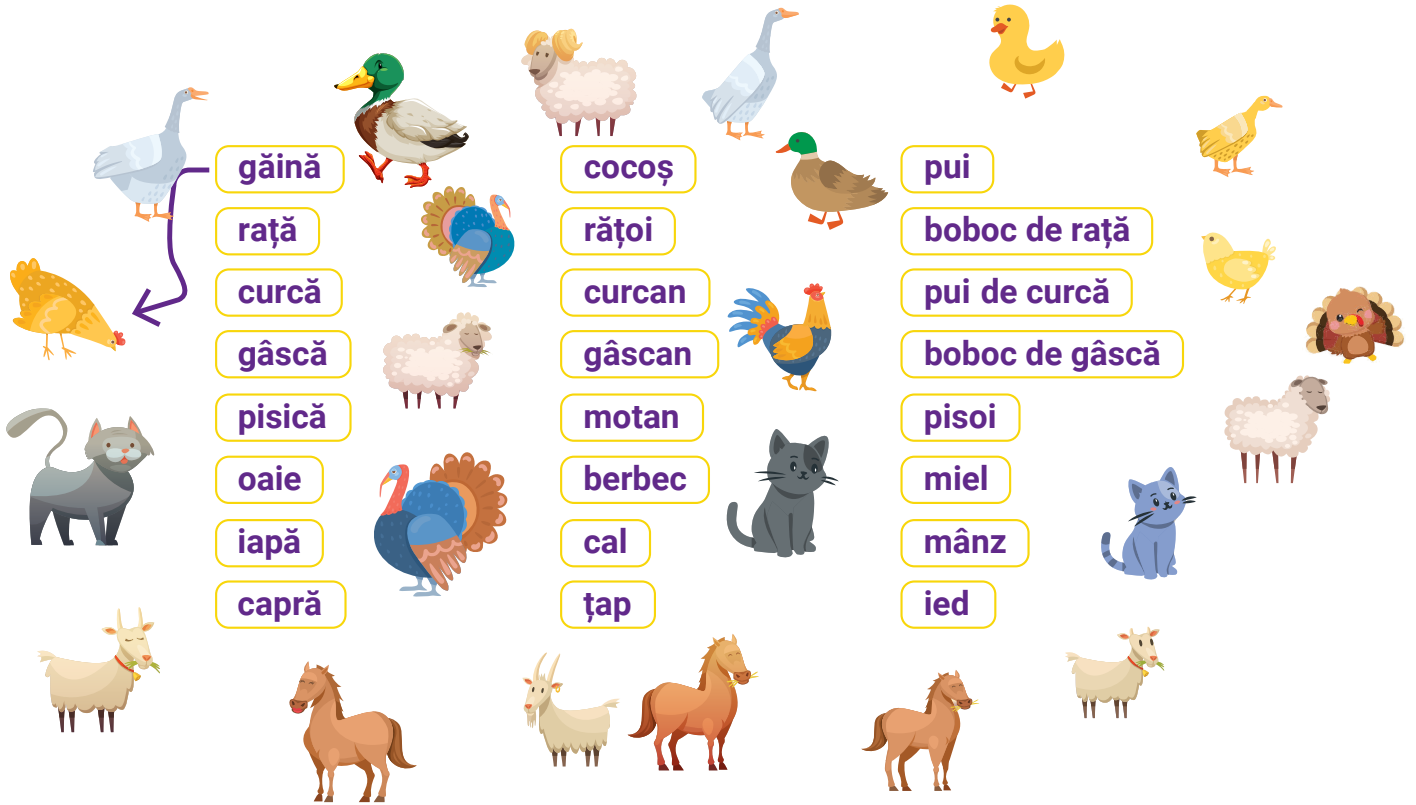 găină
rață
curcă
gâscă
pisică
oaie
iapă
capră
cocoș
rățoi
curcan
gâscan
motan
berbec
cal
țap
pui
boboc de rață
pui de curcă
boboc de gâscă
pisoi
miel
mânz
ied